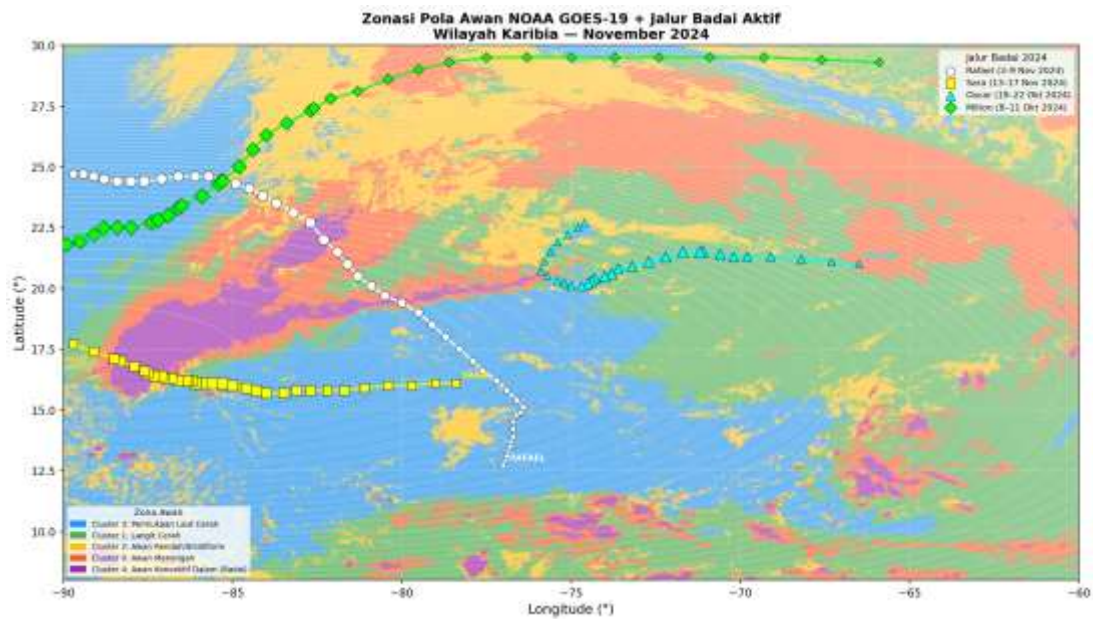 Zonasi Pola Awan NOAA GOES-19 + Jalur Badai Aktif
Wilayah Karibia — November 2024
Latitude (°)
30.0
27.5
25.0
22.5
20.0
17.5
15.0
12.5
10.0
Jalur Badai 2024
Rafael (3-9 Nov 2024)
Sara (13-17 Nov 2024)
Oscar (19-22 Okt 2024)
Milton (8-11 Okt 2024)
RAFAEL
Zona Awan
Cluster : Permukaan Laut Cerah
Cluster 1: Langit Cerah
Cluster 2: Awan Rendah/Stratiform
Cluster 3: Awan Menengah
Cluster 4: Awan Konvektif Dalam (Badai)
−90
−85
−80
−75
−70
−65
−60
Longitude (°)